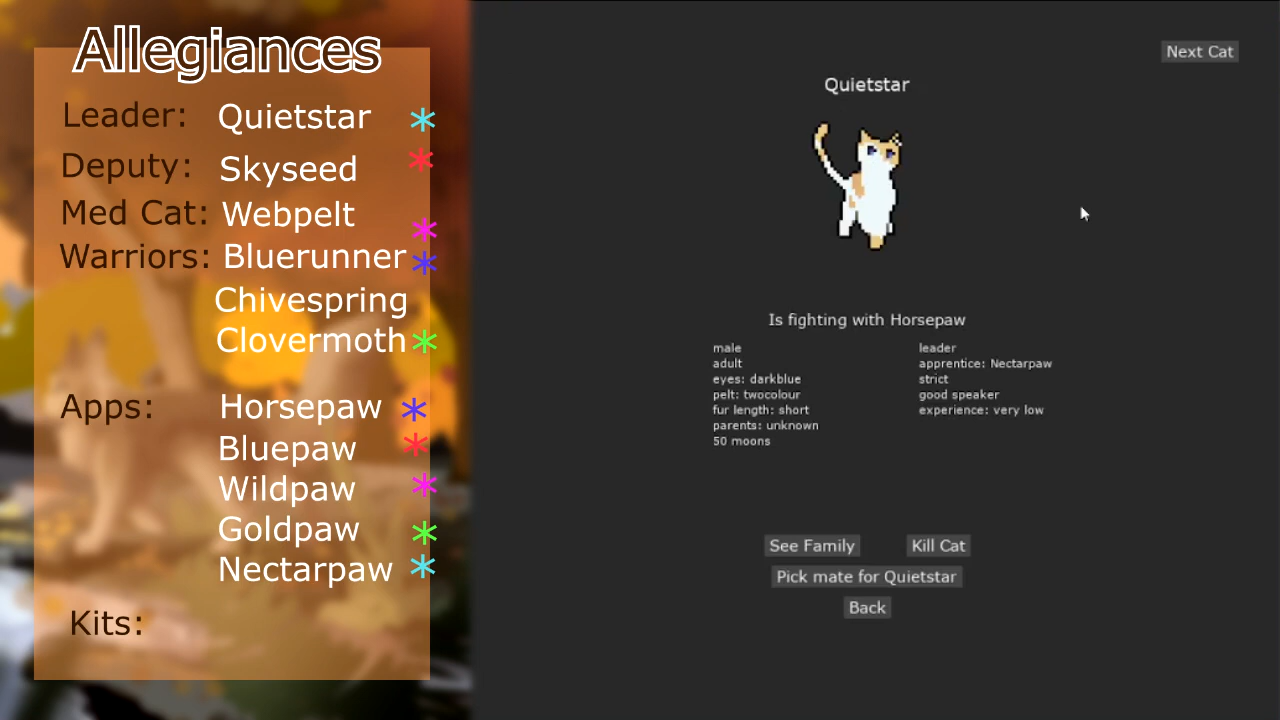 Allegiances
Leader: Quietstar *
Deputy: Skyseed *
Med Cat: Webpelt *
Warriors: Bluerunner *
Chivespring
Clovermoth *
Apps: Horsepaw *
Bluepaw *
Wildpaw *
Goldpaw *
Nectarpaw *
Kits:
Next Cat
Quietstar
Is fighting with Horsepaw
male
adult
eyes: darkblue
pelt: twocolour
fur length: short
parents: unknown
50 moons
leader
apprentice: Nectarpaw
strict
good speaker
experience: very low
See Family
Kill Cat
Pick mate for Quietstar
Back